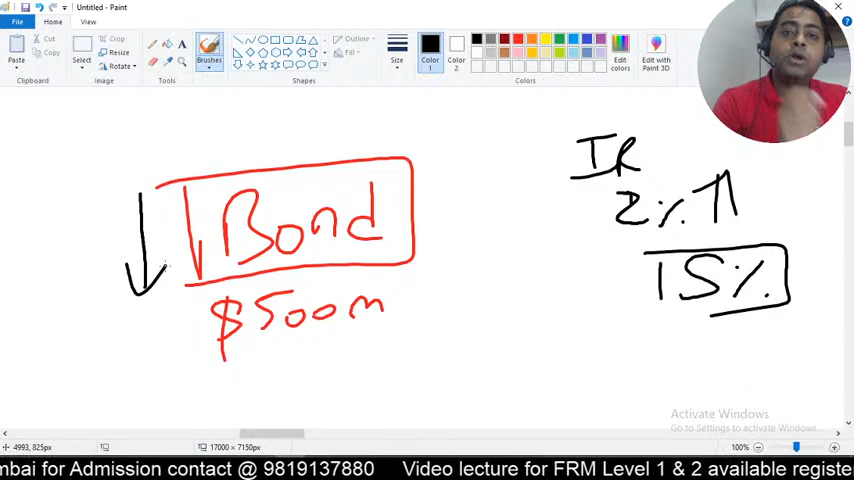 Untitled - Paint
File
Home
View
Paste
Cut
Copy
Clipboard
Select
Crop
Resize
Rotate
Image
Tools
Brushes
Shapes
Outline
Fill
Size
Color
1
Color
2
Edit
colors
Edit with
Paint 3D
Colors
IR
2%
Bond
15%
$500m
Activate Windows
Go to Settings to activate Windows.
4993, 825px
17000 × 7150px
100%
mbai for Admission contact @ 9819137880
Video lecture for FRM Level 1 & 2 available registe